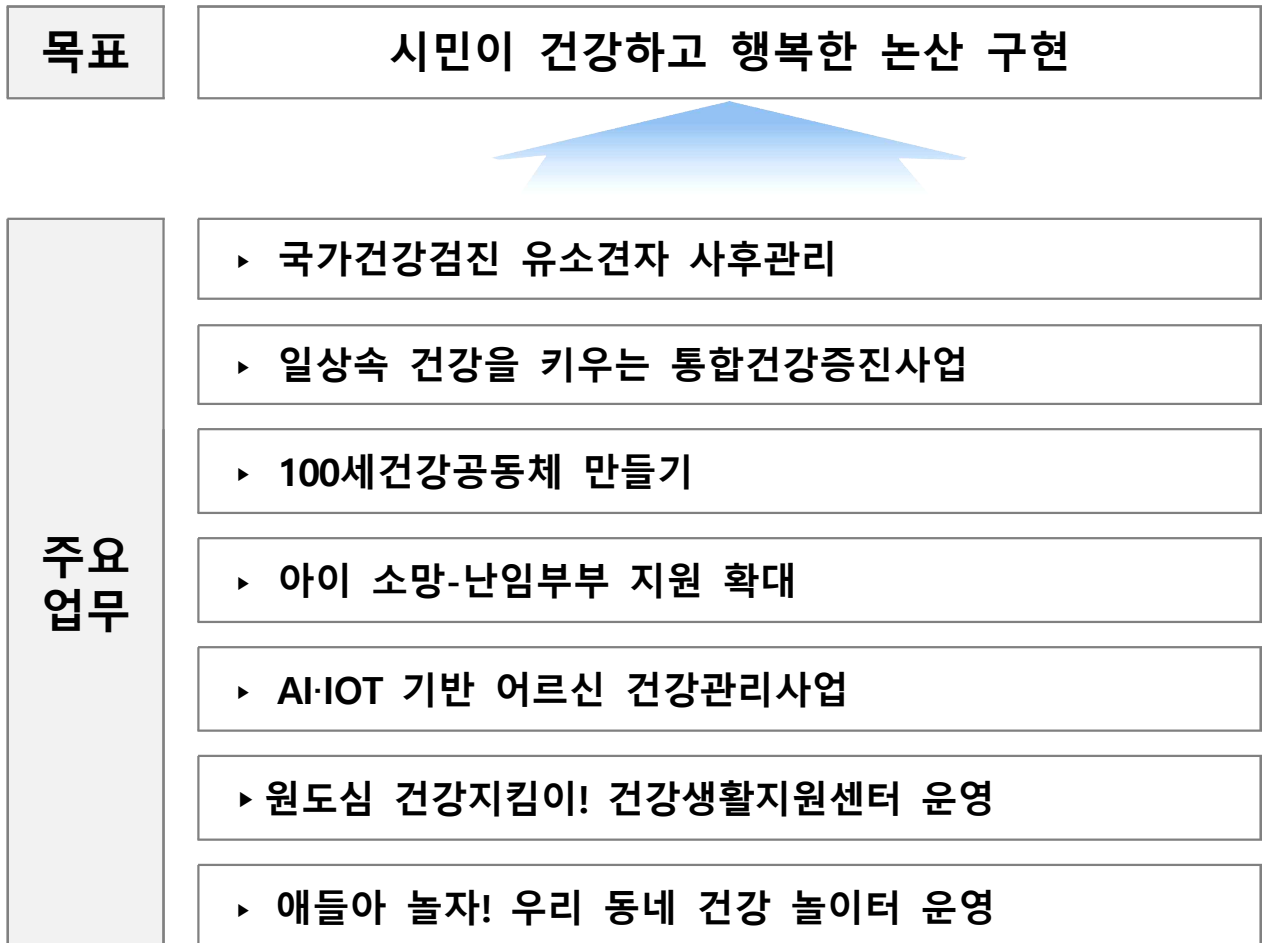 목표
시민이 건강하고 행복한 논산 구현
주요
업무
▸ 국가건강검진 유소견자 사후관리
▸ 일상속 건강을 키우는 통합건강증진사업
▸ 100세건강공동체 만들기
▸ 아이 소망-난임부부 지원 확대
▸ AI·IOT 기반 어르신 건강관리사업
▸ 원도심 건강지킴이! 건강생활지원센터 운영
▸ 애들아 놀자! 우리 동네 건강 놀이터 운영